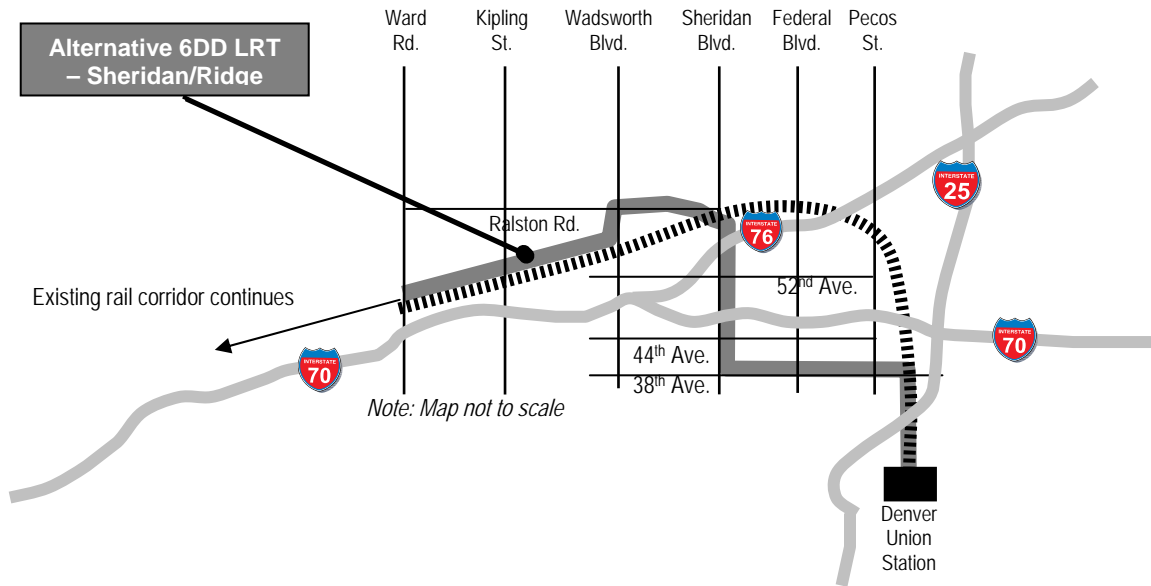 Ward
Rd.
Kipling
St.
Wadsworth
Blvd.
Sheridan
Blvd.
Federal
Blvd.
Pecos
St.
Alternative 6DD LRT
– Sheridan/Ridge
INTERSTATE
25
Ralston Rd.
INTERSTATE
76
52nd Ave.
Existing rail corridor continues
INTERSTATE
70
44th Ave.
INTERSTATE
70
38th Ave.
Note: Map not to scale
Denver
Union
Station